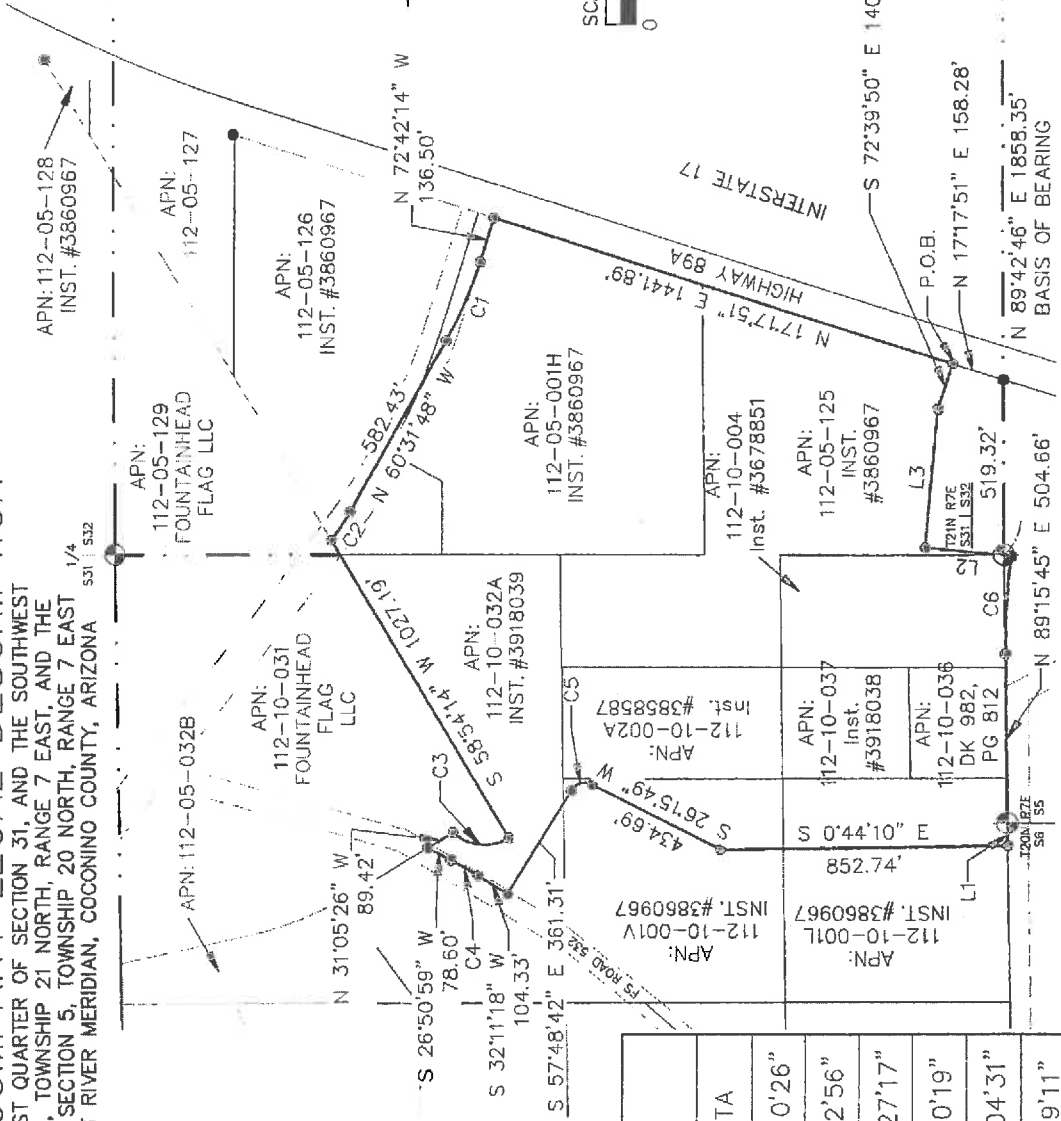 ST QUARTER OF SECTION 31, AND THE SOUTHWEST
, TOWNSHIP 21 NORTH, RANGE 7 EAST, AND THE
SECTION 5, TOWNSHIP 20 NORTH, RANGE 7 EAST
RIVER MERIDIAN, COCONINO COUNTY, ARIZONA
1/4
S31 | S32
APN: 112-05-128
INST. #3860967
APN:
112-05-127
APN:
112-05-129
FOUNTAINHEAD
FLAG LLC
APN:
112-05-126
INST. #3860967
N 72°42'14" W
136.50'
SC
0
INTERSTATE 17
HIGHWAY 89A
N 17°17'51" E 1441.89'
S 72°39'50" E 140
P.O.B.
N 17°17'51" E 158.28'
N 89°42'46" E 1858.35'
BASIS OF BEARING
C1
582.43'
N 60°31'48" W
C2
APN:
112-05-001H
INST. #3860967
APN:
112-10-004
Inst. #3678851
APN:
112-05-125
INST.
#3860967
L3
T21N R7E
S31 | S32
L2
519.32'
C6
N 89°15'45" E 504.66'
APN: 112-05-032B
APN:
112-10-031
FOUNTAINHEAD
FLAG
LLC
S 58°54'14" W 1027.19'
APN:
112-10-032A
INST. #3918039
C3
C5
N 31°05'26" W
89.42'
S 26°50'59" W
78.60'
C4
S 32°11'18" W
104.33'
S 57°48'42" E 361.31'
FS ROAD 532
APN:
112-10-002A
Inst. #3858587
APN:
112-10-037
Inst.
#3918038
APN:
112-10-036
DK 982,
PG 812
S 26°15'49" W
434.69'
S 0°44'10" E
852.74'
L1
T20N R7E
S6 S5
APN:
112-10-001V
INST. #3860967
APN:
112-10-001L
INST. #3860967
TA
0'26"
2'56"
27'17"
0'19"
04'31"
9'11"